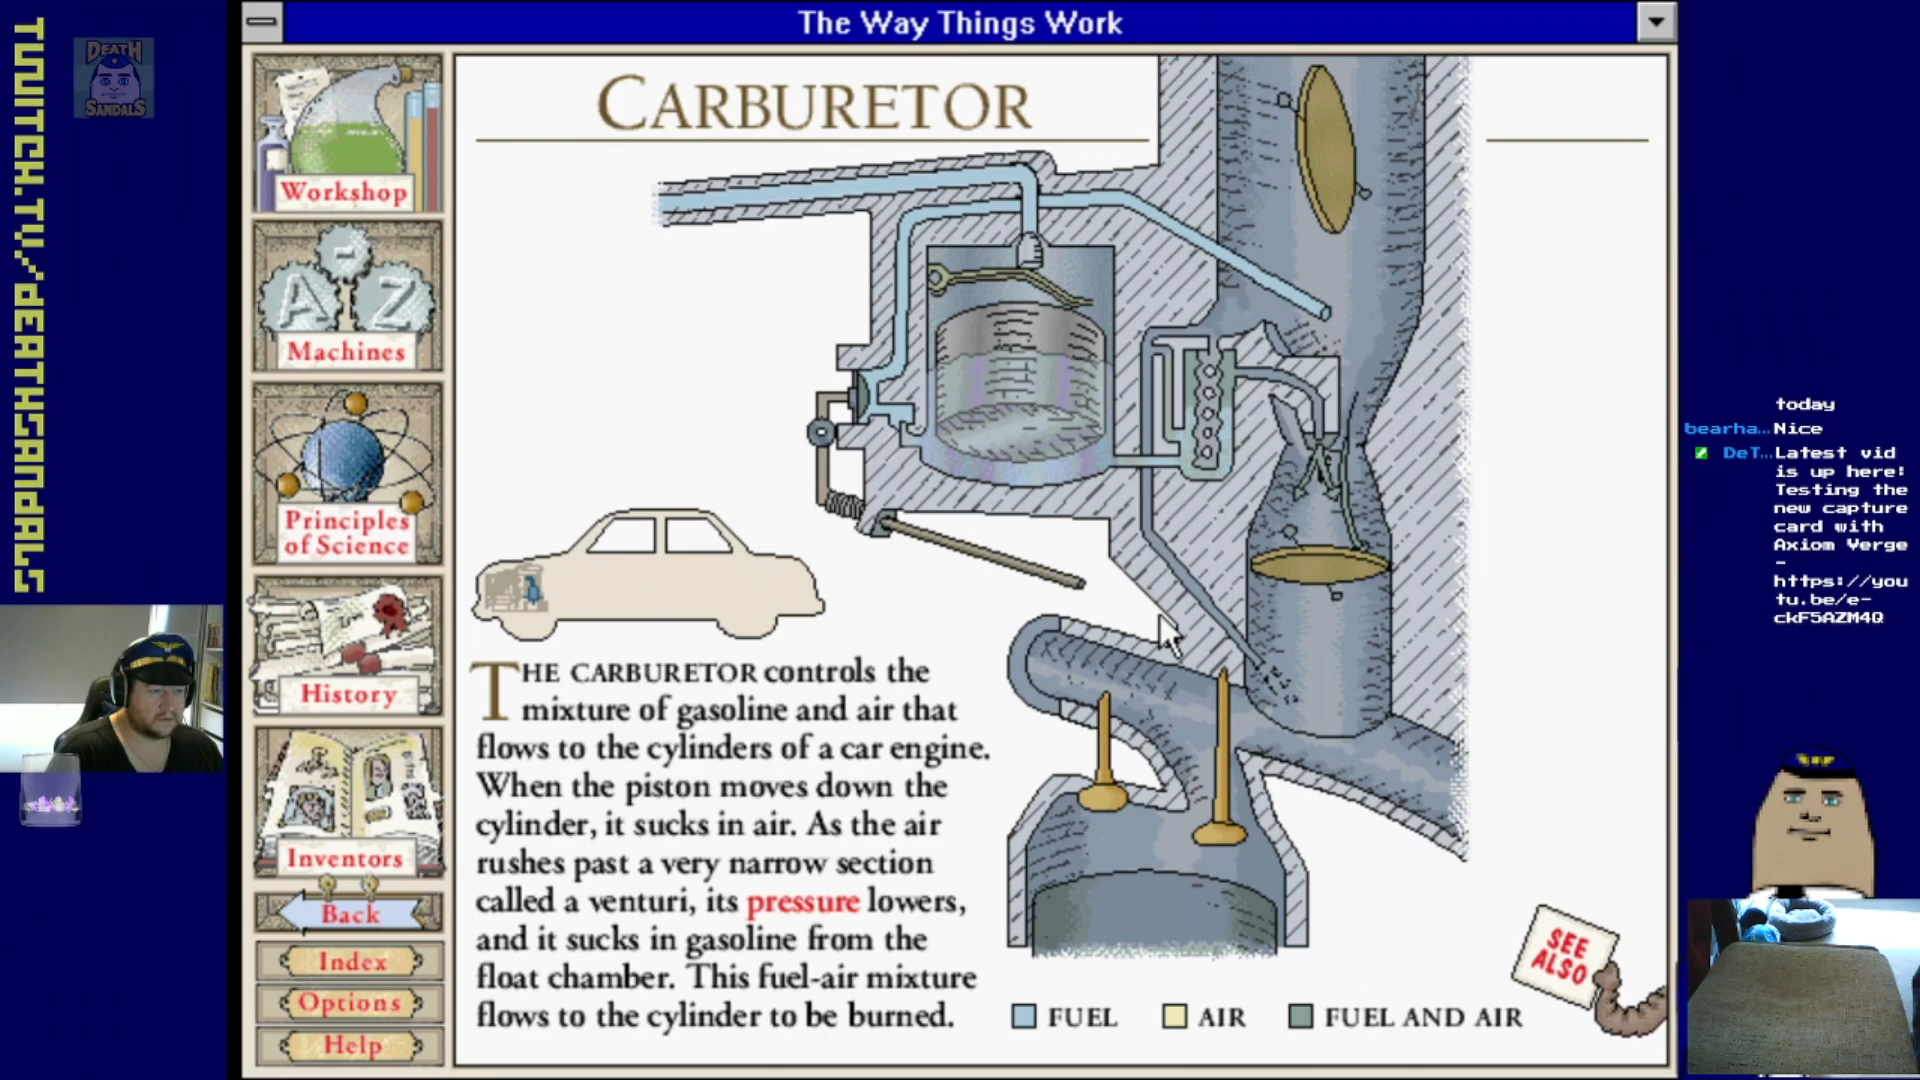 The Way Things Work
TWITCH.TV/DEATHSANDALS
DEATH
SANDALS
Workshop
A - Z
Machines
Principles
of Science
History
Inventors
Back
Index
Options
Help
CARBURETOR
THE CARBURETOR controls the
mixture of gasoline and air that
flows to the cylinders of a car engine.
When the piston moves down the
cylinder, it sucks in air. As the air
rushes past a very narrow section
called a venturi, its pressure lowers,
and it sucks in gasoline from the
float chamber. This fuel-air mixture
flows to the cylinder to be burned.
FUEL
AIR
FUEL AND AIR
SEE
ALSO
today
bearha...Nice
DeT...Latest vid
is up here:
Testing the
new capture
card with
Axiom Verge
-
https://you
tu.be/e-
ckF5AZM4Q